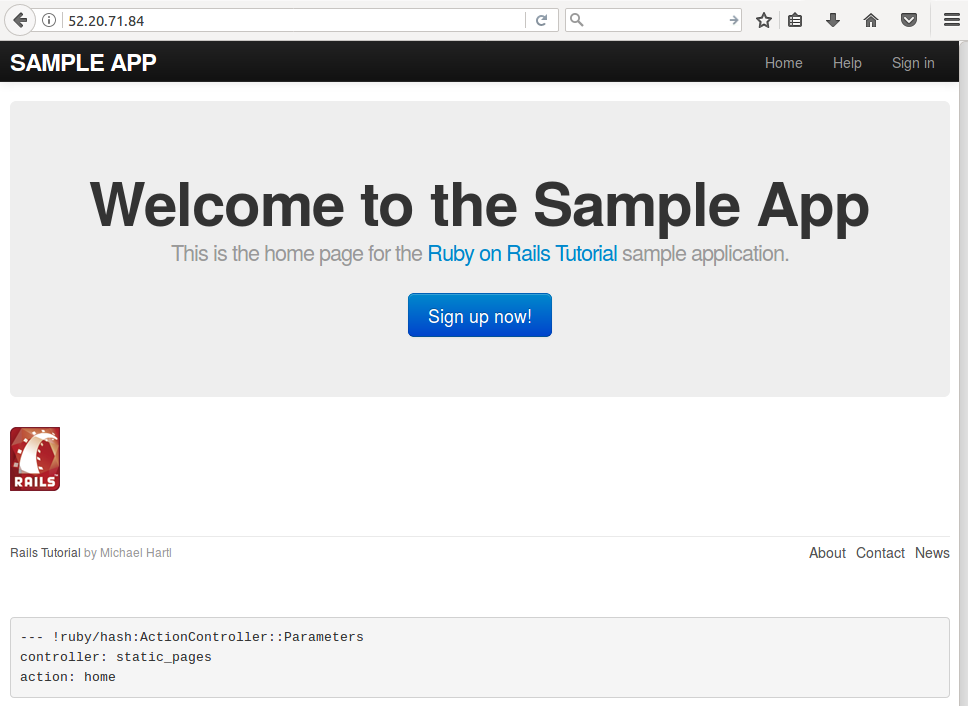 52.20.71.84
SAMPLE APP
Home Help Sign in
Welcome to the Sample App
This is the home page for the Ruby on Rails Tutorial sample application.
Sign up now!
RAILS
Rails Tutorial by Michael Hartl
About Contact News
--- !ruby/hash:ActionController::Parameters
controller: static_pages
action: home